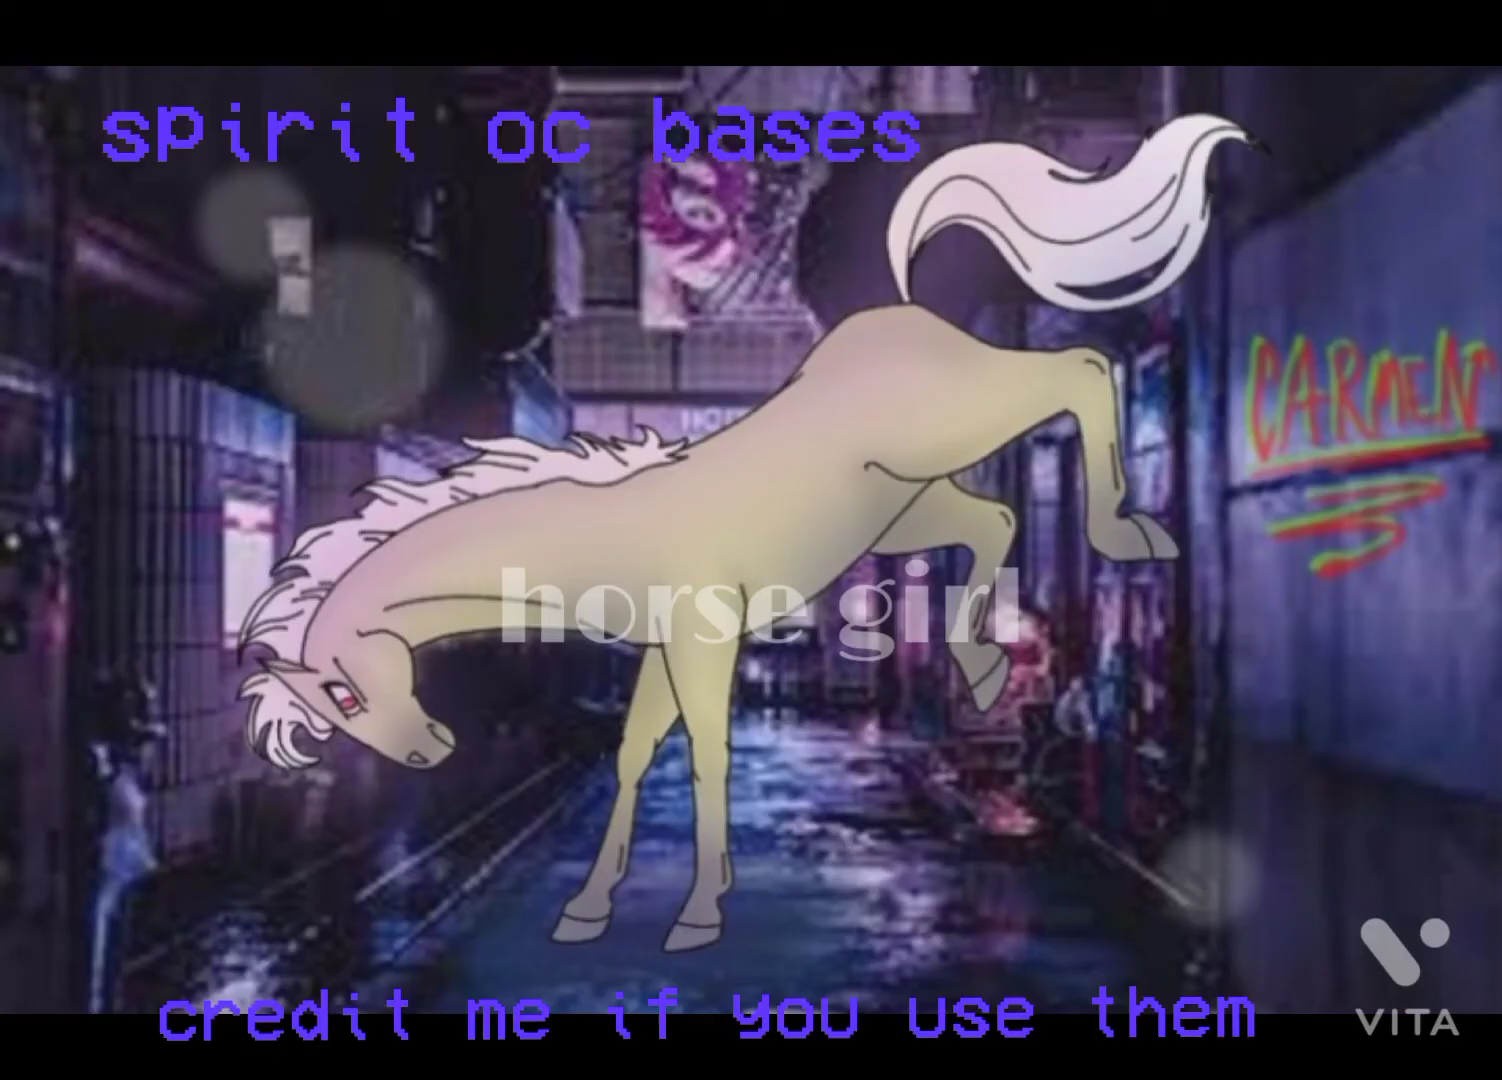 spirit oc bases
CARMEN
horse girl
credit me if you use them
VITA